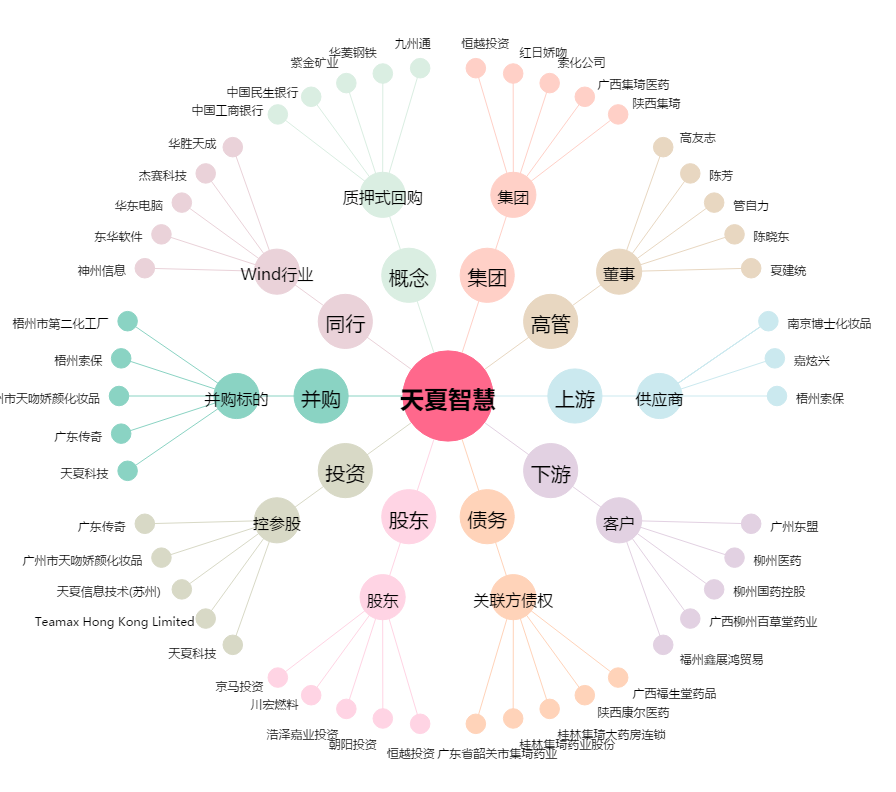 九州通
恒越投资
华菱钢铁
红日娇吻
紫金矿业
索化公司
中国民生银行
广西集琦医药
中国工商银行
陕西集琦
华胜天成
高友志
杰赛科技
陈芳
质押式回购
集团
华东电脑
管自力
东华软件
陈晓东
神州信息
Wind行业
概念
集团
董事
夏建统
梧州市第二化工厂
同行
高管
南京博士化妆品
梧州索保
嘉炫兴
州市天吻娇颜化妆品
并购标的
并购
天夏智慧
上游
供应商
梧州索保
广东传奇
天夏科技
投资
下游
广东传奇
控参股
股东
债务
客户
广州东盟
广州市天吻娇颜化妆品
柳州医药
天夏信息技术(苏州)
柳州国药控股
Teamax Hong Kong Limited
股东
关联方债权
广西柳州百草堂药业
天夏科技
福州鑫展鸿贸易
京马投资
广西福生堂药品
川宏燃料
陕西康尔医药
浩泽嘉业投资
桂林集琦大药房连锁
朝阳投资
桂林集琦药业股份
恒越投资
广东省韶关市集琦药业